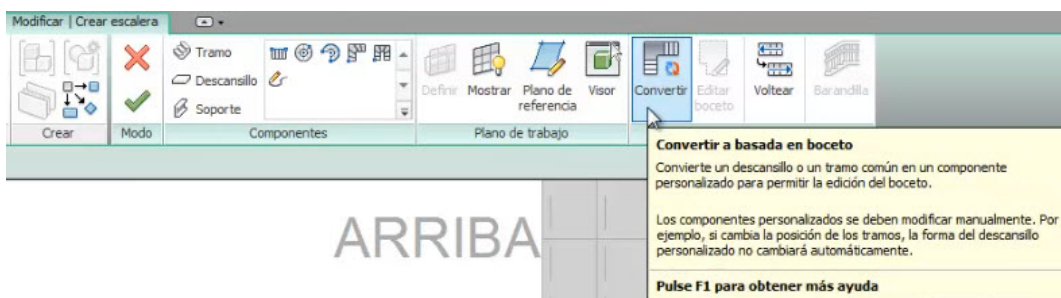 Modificar | Crear escalera
Tramo
Descansillo
Soporte
Definir
Mostrar
Plano de
referencia
Visor
Convertir
Editar
boceto
Voltear
Barandilla
Crear
Modo
Componentes
Plano de trabajo
Convertir a basada en boceto
Convierte un descansillo o un tramo común en un componente
personalizado para permitir la edición del boceto.
Los componentes personalizados se deben modificar manualmente. Por
ejemplo, si cambia la posición de los tramos, la forma del descansillo
personalizado no cambiará automáticamente.
Pulse F1 para obtener más ayuda
ARRIBA